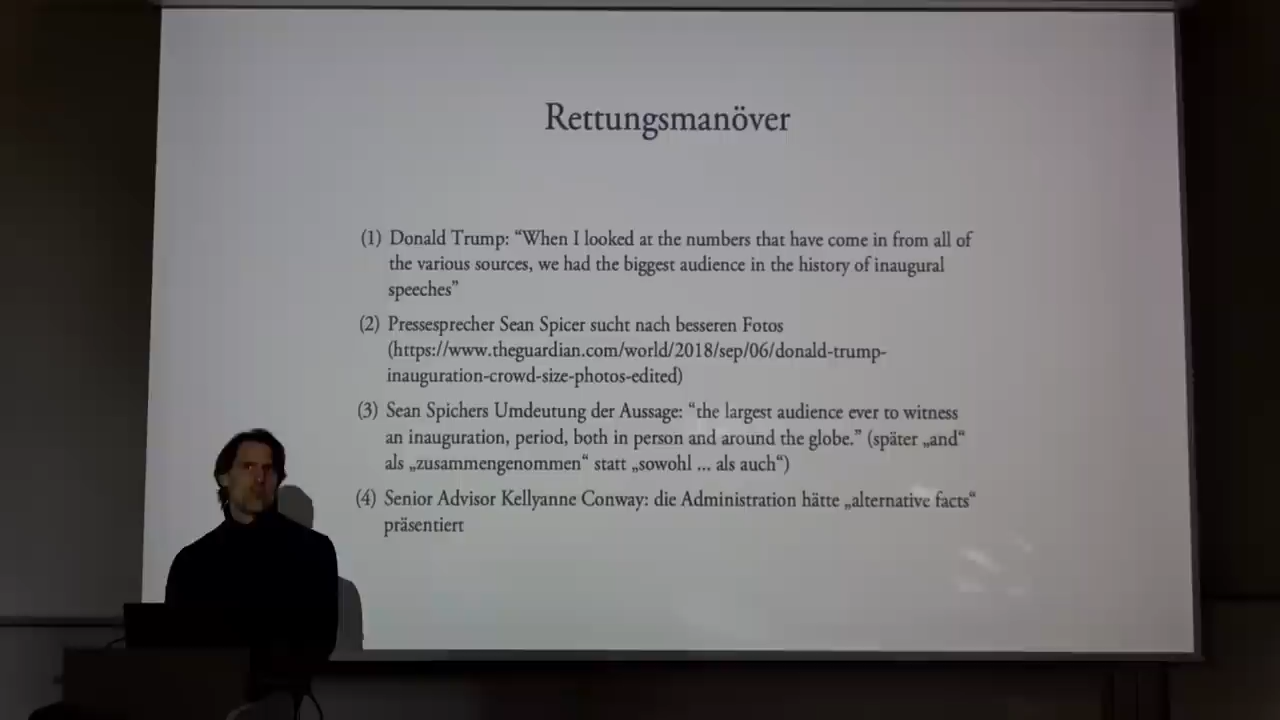 Rettungsmanöver
(1) Donald Trump: “When I looked at the numbers that have come in from all of
the various sources, we had the biggest audience in the history of inaugural
speeches”
(2) Pressesprecher Sean Spicer sucht nach besseren Fotos
(https://www.theguardian.com/world/2018/sep/06/donald-trump-
inauguration-crowd-size-photos-edited)
(3) Sean Spichers Umdeutung der Aussage: “the largest audience ever to witness
an inauguration, period, both in person and around the globe.” (später „and“
als „zusammengenommen“ statt „sowohl ... als auch“)
(4) Senior Advisor Kellyanne Conway: die Administration hätte „alternative facts“
präsentiert